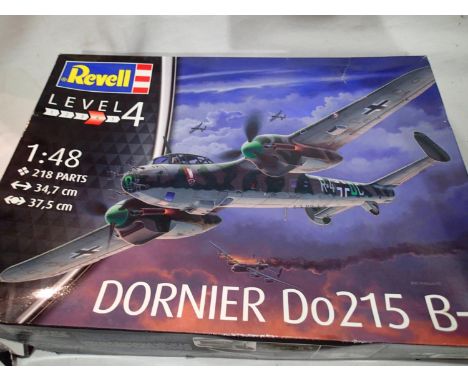 Revell
LEVEL 4
1:48
218 PARTS
34,7 cm
37,5 cm
DORNIER Do215 B-